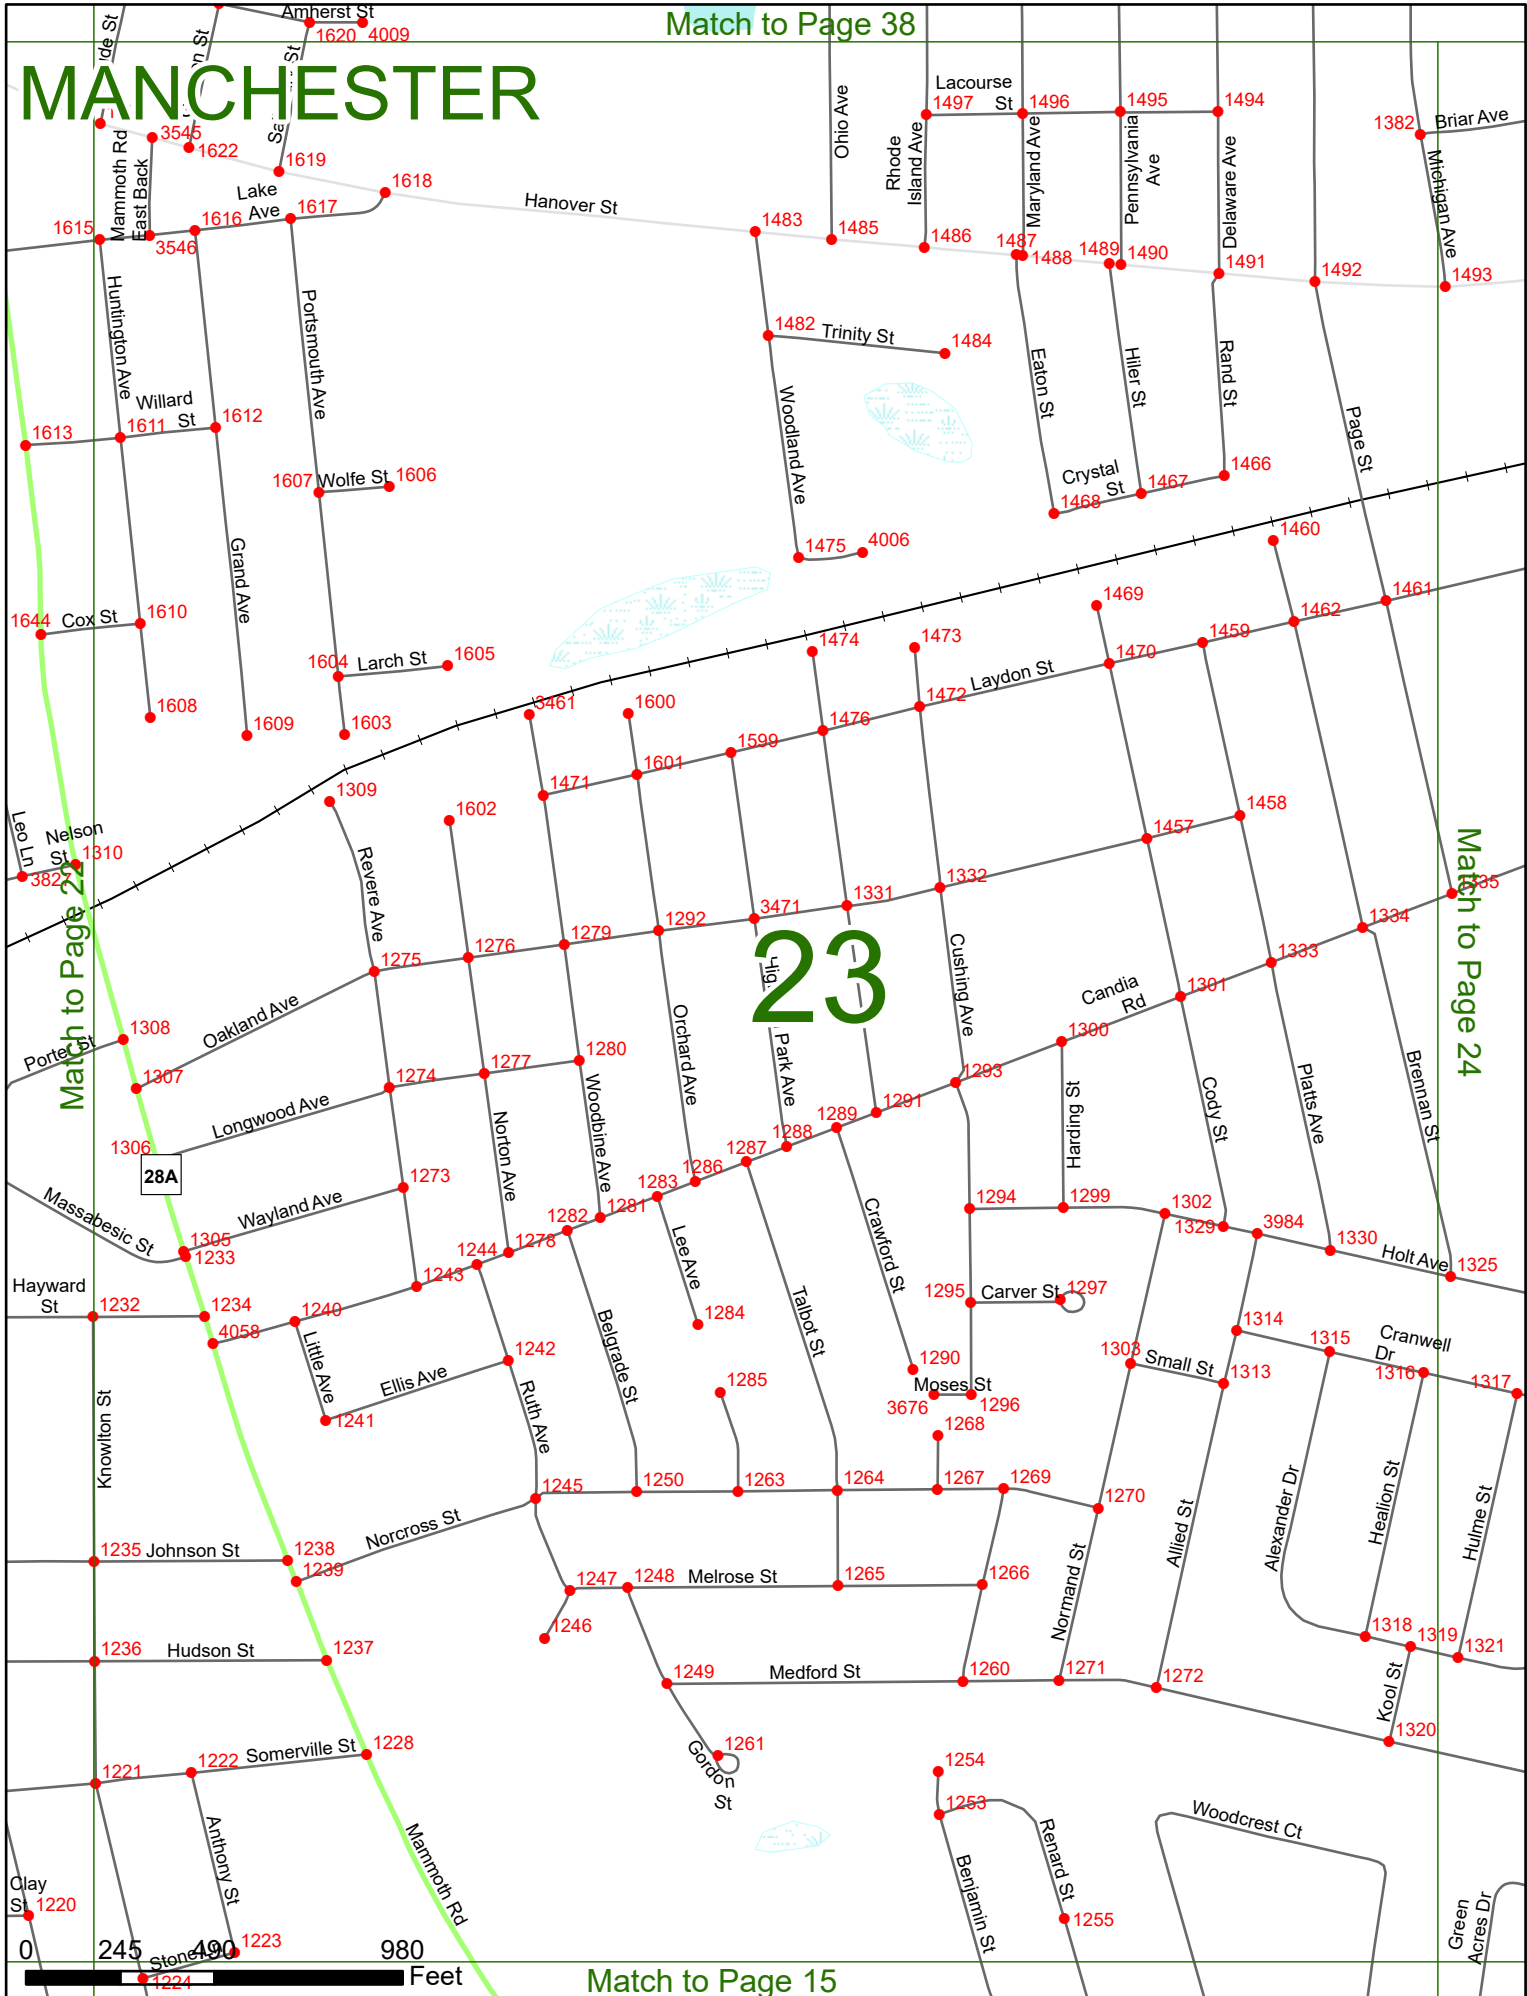 Amherst St
Match to Page 38
1620 4009
MANCHESTER
Lacourse
St
1497
1496
1495
1494
1382
Briar Ave
3545
1622
1619
Mammoth Rd
East Back
Ohio Ave
Rhode
Island Ave
Maryland Ave
Pennsylvania
Ave
Delaware Ave
Michigan Ave
1618
Lake
Ave
1615
1616
1617
3546
Hanover St
1483
1485
1486
1487
1488
1489
1490
1491
1492
1493
Huntington Ave
Portsmouth Ave
1482
Trinity St
1484
Eaton St
Hiler St
Rand St
Page St
Woodland Ave
Willard
St
1613
1611
1612
1607
Wolfe St
1606
Crystal
St
1468
1467
1466
1475
4006
1460
Grand Ave
1644
Cox St
1610
1469
1461
1462
1459
1604
Larch St
1605
1474
1473
1470
Laydon St
1472
1608
1609
1603
3461
1600
1476
1599
1601
1471
1309
1602
1458
1457
Leo Ln
Nelson
St
1310
3827
Match to Page 22
Revere Ave
1332
1331
3471
1292
1279
1276
1275
1335
1334
1333
1301
Match to Page 24
23
Park Ave
Cushing Ave
Candia
Rd
1300
1293
1308
Porter St
Oakland Ave
1307
Orchard Ave
1280
1277
1274
Woodbine Ave
Norton Ave
Longwood Ave
1306
28A
1291
1289
1288
1287
1286
1283
1281
1282
1278
1244
1243
Harding St
Cody St
Platts Ave
Brennan St
1273
Wayland Ave
Massabesic St
1305
1233
Lee Ave
Crawford St
1294
1299
1302
1329
3984
1330
Holt Ave
1325
Hayward
St
1232
1234
4058
1240
1284
Talbot St
1295
Carver St
1297
Belgrade St
Little Ave
1242
Ellis Ave
1241
Ruth Ave
1285
1290
Moses St
3676
1296
1268
1303
Small St
1313
1314
1315
Cranwell
Dr
1316
1317
Knowlton St
1245
1250
1263
1264
1267
1269
1270
Norcross St
Alexander Dr
Healion St
Hulme St
Allied St
Normand St
1235
Johnson St
1238
1239
1247
1248
Melrose St
1265
1266
1246
1236
Hudson St
1237
1249
Medford St
1260
1271
1272
1318
1319
1321
Kool St
1320
1261
Gordon
St
1221
1222
Somerville St
1228
Anthony St
Mammoth Rd
1254
1253
Renard St
Benjamin St
1255
Woodcrest Ct
Green
Acres Dr
Clay
St
1220
1223
1224
0 245 490 980
Feet
Match to Page 15